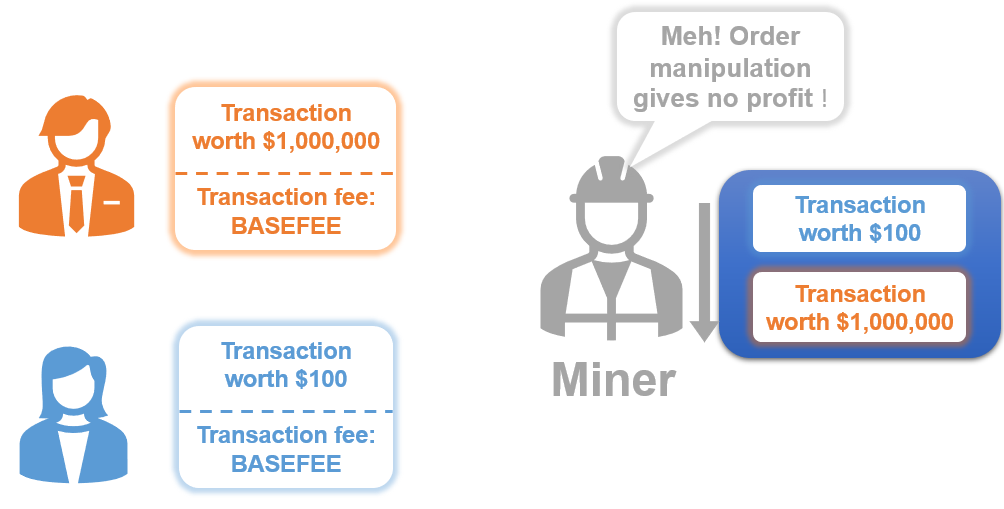 Meh! Order
manipulation
gives no profit !
Transaction
worth $1,000,000
Transaction fee:
BASEFEE
Transaction
worth $100
Transaction
worth $1,000,000
Miner
Transaction
worth $100
Transaction fee:
BASEFEE